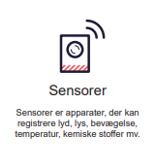 Sensorer
Sensorer er apparater, der kan
registrere lyd, lys, bevægelse,
temperatur, kemiske stoffer mv.